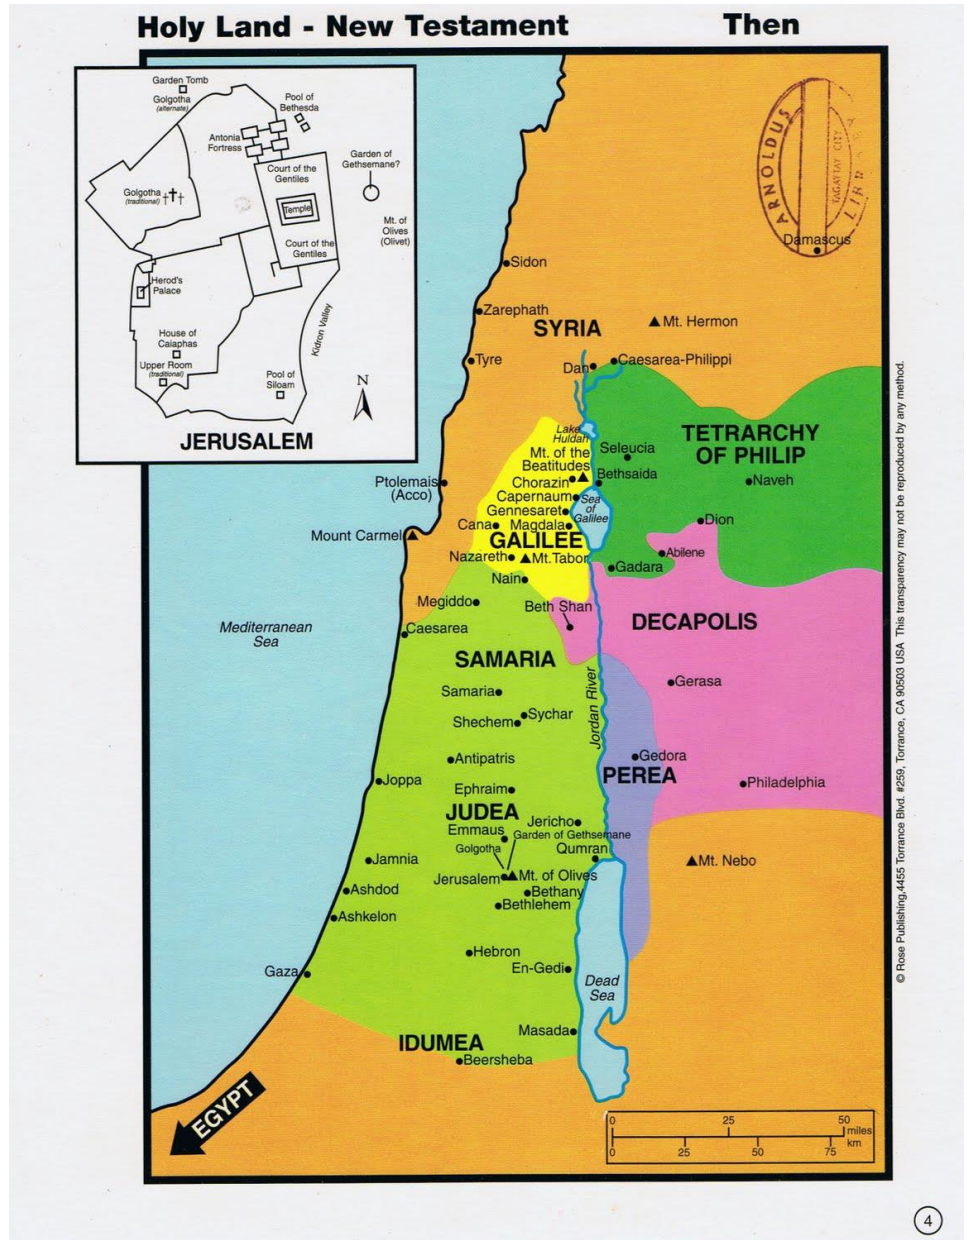 Holy Land - New Testament
Then
Garden Tomb
Golgotha
(alternate)
Pool of
Bethesda
Antonia
Fortress
Garden of
Gethsemane?
Court of the
Gentiles
Golgotha
(traditional)
Temple
Mt. of
Olives
(Olivet)
Court of the
Gentiles
Herod's
Palace
Kidron Valley
House of
Caiaphas
Upper Room
(traditional)
Pool of
Siloam
N
JERUSALEM
ARNOLDUS
TAGAYTAY CITY
LIBRARY
Damascus
Sidon
Zarephath
SYRIA
Mt. Hermon
Tyre
Dan
Caesarea-Philippi
Lake
Huldah
TETRARCHY
OF PHILIP
Mt. of the
Beatitudes
Seleucia
Ptolemais
(Acco)
Chorazin
Bethsaida
Naveh
Capernaum
Sea
of
Galilee
Gennesaret
Cana
Magdala
Dion
Mount Carmel
GALILEE
Abilene
Nazareth
Mt. Tabor
Gadara
Nain
Megiddo
Beth Shan
DECAPOLIS
Mediterranean
Sea
Caesarea
SAMARIA
Jordan River
Samaria
Gerasa
Shechem
Sychar
Antipatris
Gedora
Joppa
PEREA
Philadelphia
Ephraim
JUDEA
Jericho
Emmaus
Garden of Gethsemane
Golgotha
Qumran
Jamnia
Mt. Nebo
Jerusalem
Mt. of Olives
Ashdod
Bethany
Bethlehem
Ashkelon
Hebron
Gaza
En-Gedi
Dead
Sea
Masada
IDUMEA
Beersheba
EGYPT
0 25 50
miles
km
0 25 50 75
© Rose Publishing,4455 Torrance Blvd. #259, Torrance, CA 90503 USA This transparency may not be reproduced by any method.
4